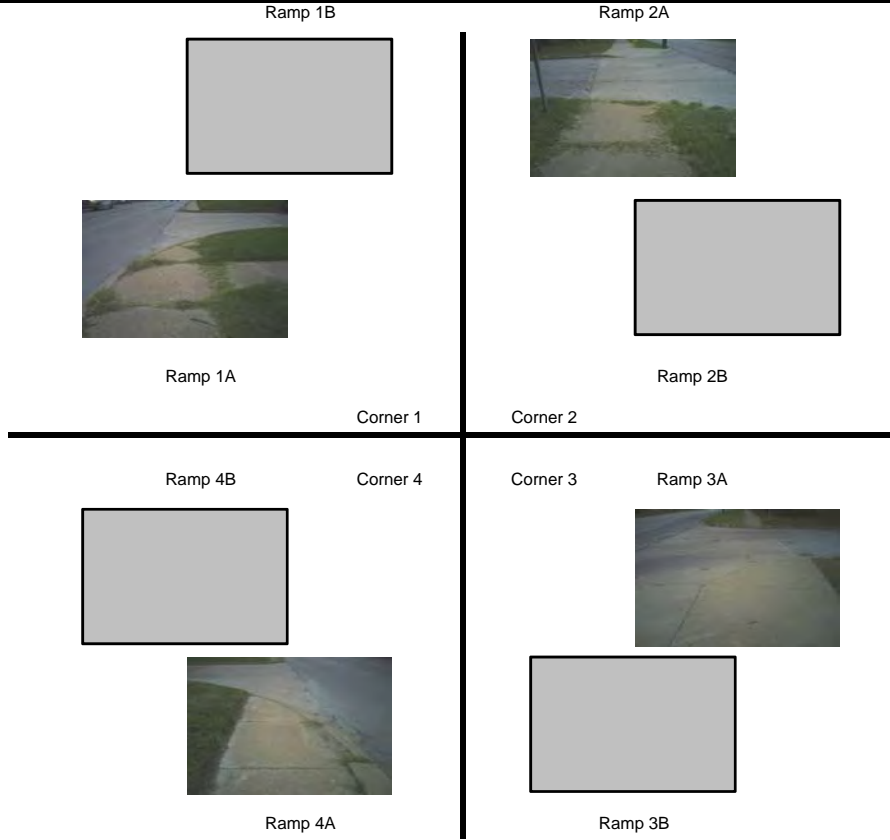 Ramp 1B Ramp 2A
Ramp 1A Ramp 2B
Corner 1 Corner 2
Ramp 4B Corner 4 Corner 3 Ramp 3A
Ramp 4A Ramp 3B